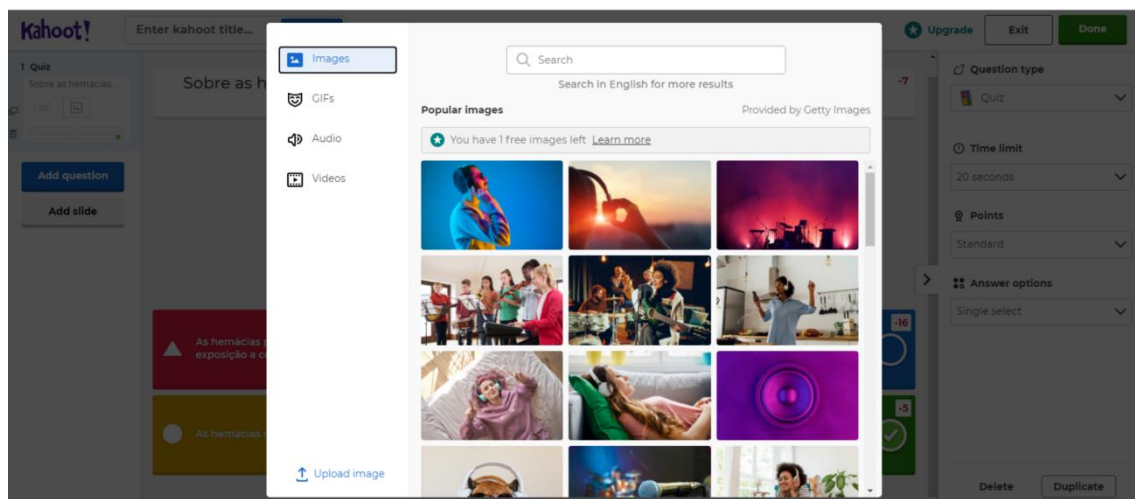 Kahoot!
Enter kahoot title...
Upgrade
Exit
Done
1 Quiz
Sobre as hemácias...
Add question
Add slide
Sobre as h
-7
As hemácias
exposição a
-16
As hemácias
-5
Images
GIFs
Audio
Videos
Upload image
Search
Search in English for more results
Popular images
Provided by Getty Images
You have 1 free images left Learn more
Question type
Quiz
Time limit
20 seconds
Points
Standard
Answer options
Single select
Delete
Duplicate